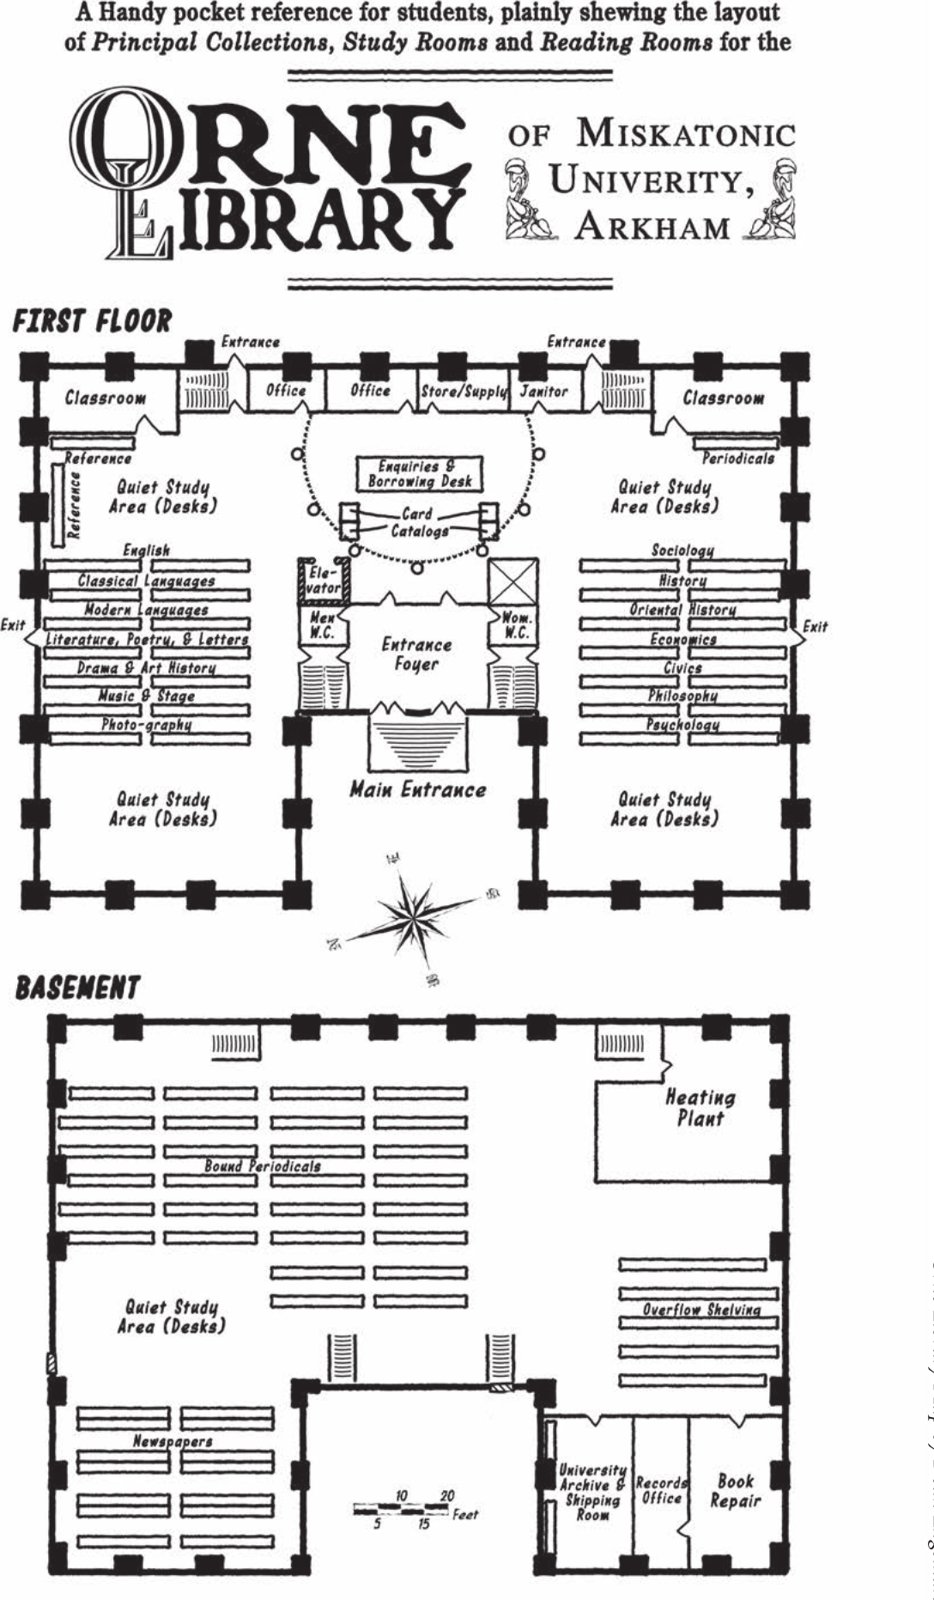 A Handy pocket reference for students, plainly shewing the layout
of Principal Collections, Study Rooms and Reading Rooms for the
ORNE
LIBRARY
OF MISKATONIC
UNIVERITY,
ARKHAM
FIRST FLOOR
Entrance
Entrance
Classroom
Office
Office
Store/Supply
Janitor
Classroom
Reference
Reference
Periodicals
Enquiries &
Borrowing Desk
Quiet Study
Area (Desks)
Quiet Study
Area (Desks)
Card
Catalogs
English
Classical Languages
Modern Languages
Literature, Poetry, & Letters
Drama & Art History
Music & Stage
Photo-graphy
Exit
Ele-
vator
Men
W.C.
Wom.
W.C.
Entrance
Foyer
Sociology
History
Oriental History
Economics
Civics
Philosophy
Psychology
Exit
Main Entrance
Quiet Study
Area (Desks)
Quiet Study
Area (Desks)
BASEMENT
Heating
Plant
Bound Periodicals
Quiet Study
Area (Desks)
Overflow Shelving
Newspapers
University
Archive &
Shipping
Room
Records
Office
Book
Repair
10 20
5 15
Feet